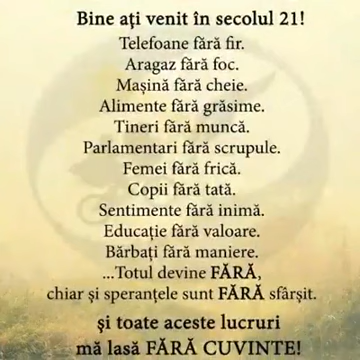 Bine ați venit în secolul 21!
Telefoane fără fir.
Aragaz fără foc.
Mașină fără cheie.
Alimente fără grăsime.
Tineri fără muncă.
Parlamentari fără scrupule.
Femei fără frică.
Copii fără tată.
Sentimente fără inimă.
Educație fără valoare.
Bărbați fără maniere.
...Totul devine FĂRĂ,
chiar și speranțele sunt FĂRĂ sfârșit.
și toate aceste lucruri
mă lasă FĂRĂ CUVINTE!